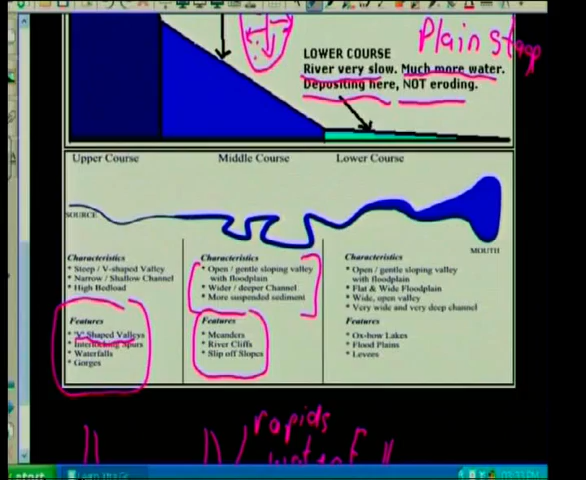 Plain stage
LOWER COURSE
River very slow. Much more water.
Depositing here, NOT eroding.
Upper Course
Middle Course
Lower Course
SOURCE
MOUTH
Characteristics
* Steep / V-shaped Valley
* Narrow / Shallow Channel
* High Bedload
Features
* 'V' Shaped Valleys
* Interlocking Spurs
* Waterfalls
* Gorges
Characteristics
* Open / gentle sloping valley
with floodplain
* Wider / deeper Channel
* More suspended sediment
Features
* Meanders
* River Cliffs
* Slip off Slopes
Characteristics
* Open / gentle sloping valley
with floodplain
* Flat & Wide Floodplain
* Wide, open valley
* Very wide and very deep channel
Features
* Ox-bow Lakes
* Flood Plains
* Levees
rapids
start